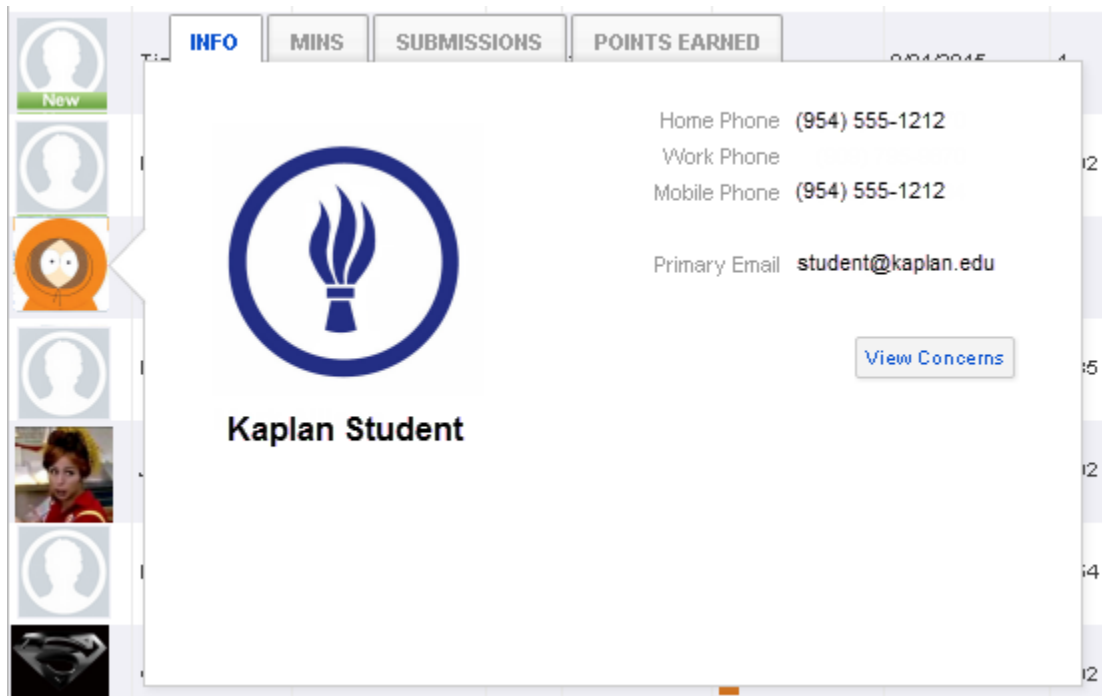 INFO
MINS
SUBMISSIONS
POINTS EARNED
New
Home Phone (954) 555-1212
Work Phone
Mobile Phone (954) 555-1212
Primary Email student@kaplan.edu
View Concerns
Kaplan Student